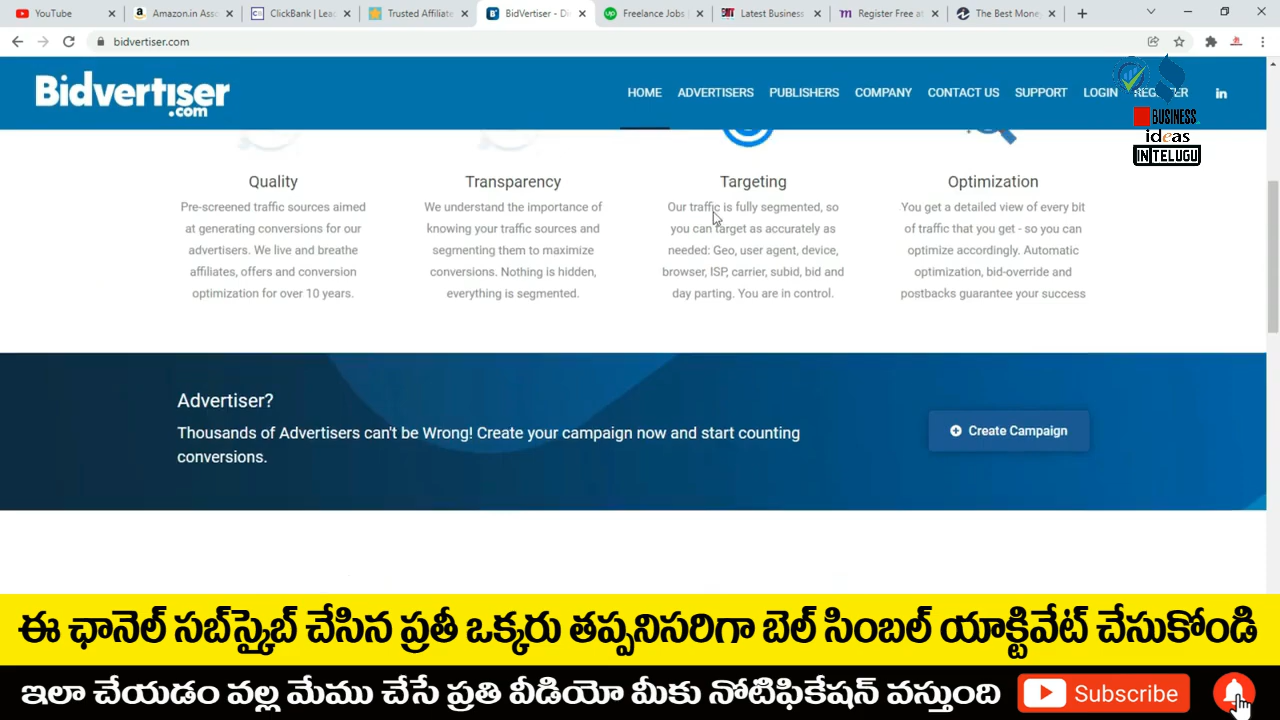 YouTube
Amazon.in Asso
ClickBank | Lead
Trusted Affiliate
BidVertiser - Di
Freelance Jobs |
Latest Business
Register Free at
The Best Mone
bidvertiser.com
Bidvertiser
.com
HOME ADVERTISERS PUBLISHERS COMPANY CONTACT US SUPPORT LOGIN REGISTER in
BUSINESS
ideas
IN TELUGU
Quality
Pre-screened traffic sources aimed
at generating conversions for our
advertisers. We live and breathe
affiliates, offers and conversion
optimization for over 10 years.
Transparency
We understand the importance of
knowing your traffic sources and
segmenting them to maximize
conversions. Nothing is hidden,
everything is segmented.
Targeting
Our traffic is fully segmented, so
you can target as accurately as
needed: Geo, user agent, device,
browser, ISP, carrier, subid, bid and
day parting. You are in control.
Optimization
You get a detailed view of every bit
of traffic that you get - so you can
optimize accordingly. Automatic
optimization, bid-override and
postbacks guarantee your success
Advertiser?
Thousands of Advertisers can't be Wrong! Create your campaign now and start counting
conversions.
Create Campaign
ఈ ఛానెల్ సబ్‌స్క్రైబ్ చేసిన ప్రతీ ఒక్కరు తప్పనిసరిగా బెల్ సింబల్ యాక్టివేట్ చేసుకోండి
ఇలా చేయడం వల్ల మేము చేసే ప్రతి వీడియో మీకు నోటిఫికేషన్ వస్తుంది
Subscribe